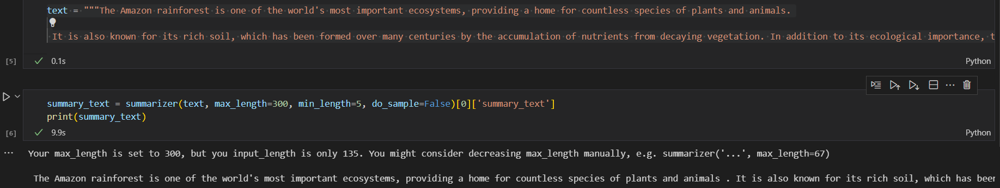 text = """The Amazon rainforest is one of the world's most important ecosystems, providing a home for countless species of plants and animals.
It is also known for its rich soil, which has been formed over many centuries by the accumulation of nutrients from decaying vegetation. In addition to its ecological importance, t
[5] 0.1s Python
summary_text = summarizer(text, max_length=300, min_length=5, do_sample=False)[0]['summary_text']
print(summary_text)
[6] 9.9s Python
Your max_length is set to 300, but you input_length is only 135. You might consider decreasing max_length manually, e.g. summarizer('...', max_length=67)
The Amazon rainforest is one of the world's most important ecosystems, providing a home for countless species of plants and animals . It is also known for its rich soil, which has been